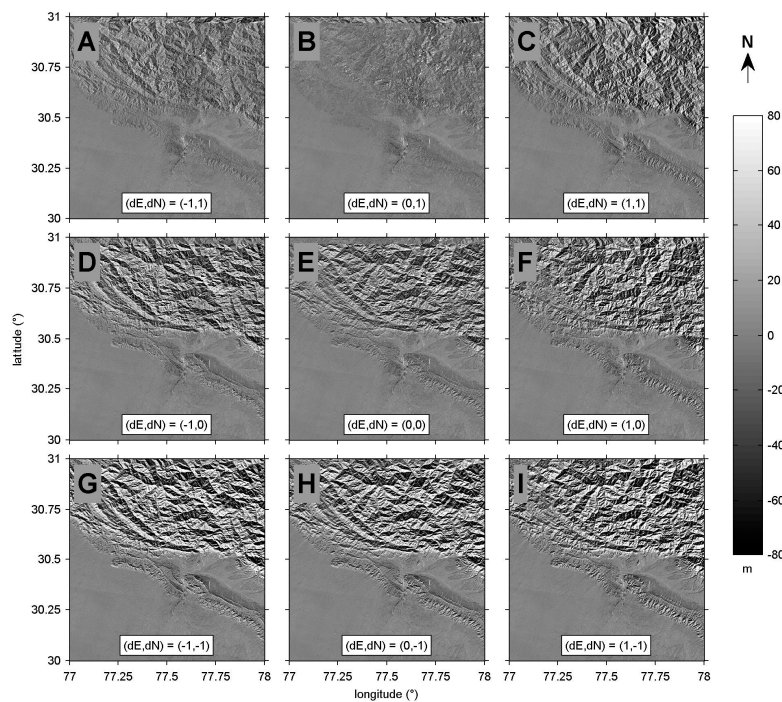 31
30.75
30.5
30.25
30
A
(dE,dN) = (-1,1)
B
(dE,dN) = (0,1)
C
(dE,dN) = (1,1)
N
31
30.75
30.5
30.25
30
latitude (°)
D
(dE,dN) = (-1,0)
E
(dE,dN) = (0,0)
F
(dE,dN) = (1,0)
31
30.75
30.5
30.25
30
G
(dE,dN) = (-1,-1)
H
(dE,dN) = (0,-1)
I
(dE,dN) = (1,-1)
80
60
40
20
0
-20
-40
-60
-80
m
77 77.25 77.5 77.75 78
77 77.25 77.5 77.75 78
77 77.25 77.5 77.75 78
longitude (°)